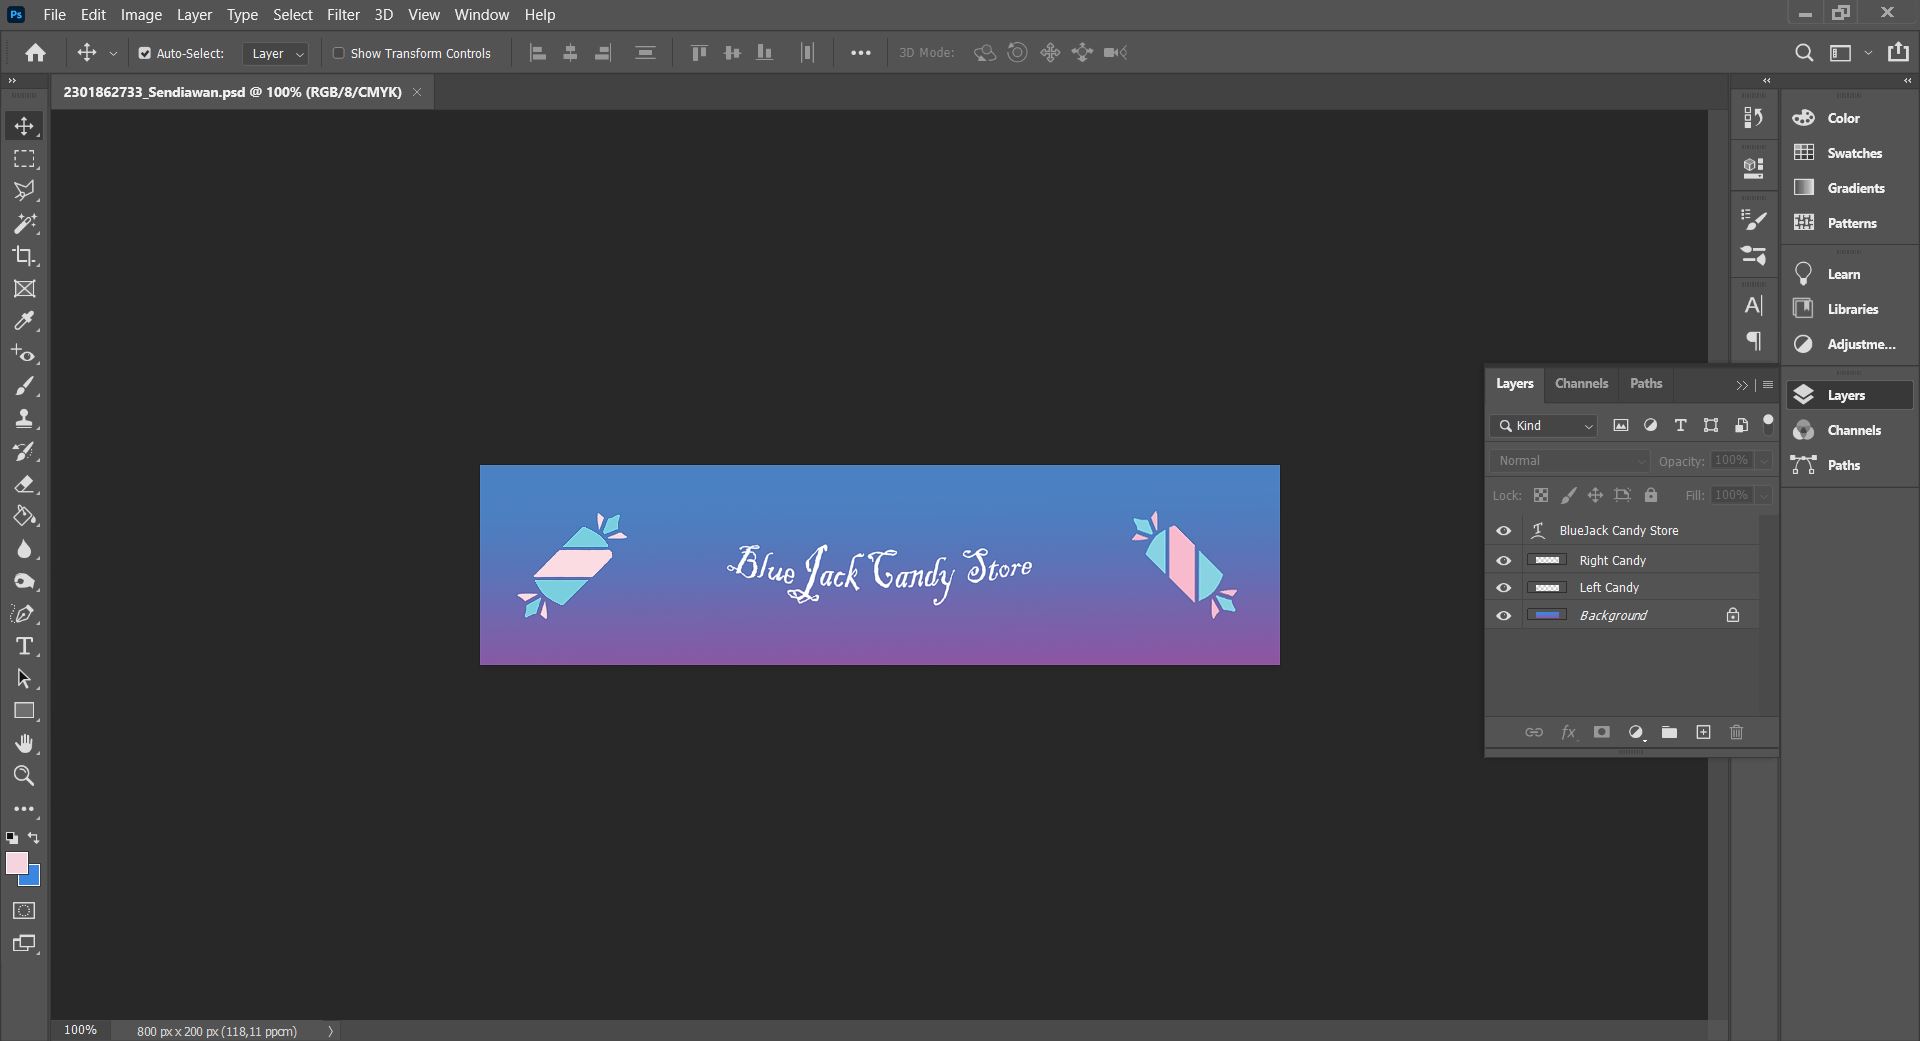 Ps File Edit Image Layer Type Select Filter 3D View Window Help
Auto-Select: Layer Show Transform Controls 3D Mode:
2301862733_Sendiawan.psd @ 100% (RGB/8/CMYK)
Color
Swatches
Gradients
Patterns
Learn
Libraries
Adjustme...
Layers
Channels
Paths
Layers Channels Paths
Kind
Normal Opacity: 100%
Lock: Fill: 100%
BlueJack Candy Store
Right Candy
Left Candy
Background
Blue Jack Candy Store
100% 800 px x 200 px (118,11 ppcm)